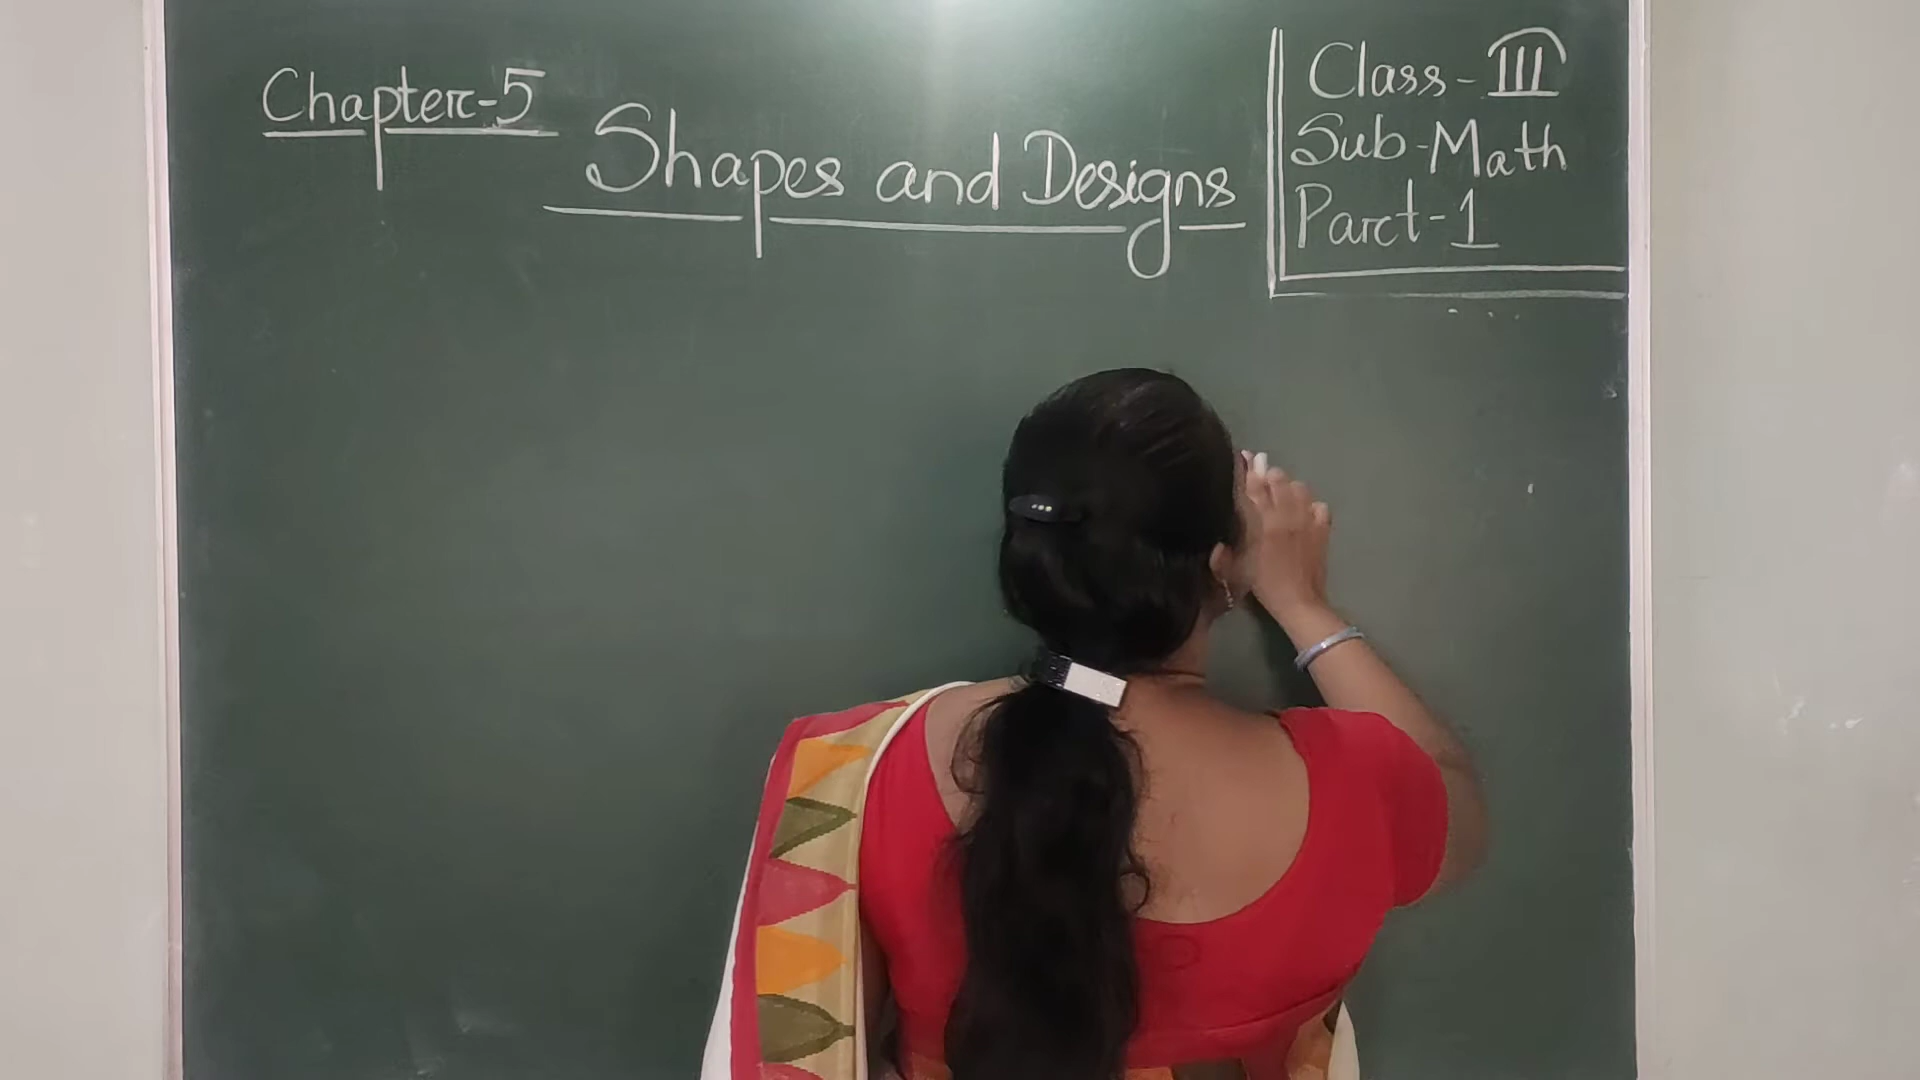 Chapter-5
Shapes and Designs
Class-III
Sub-Math
Part-1